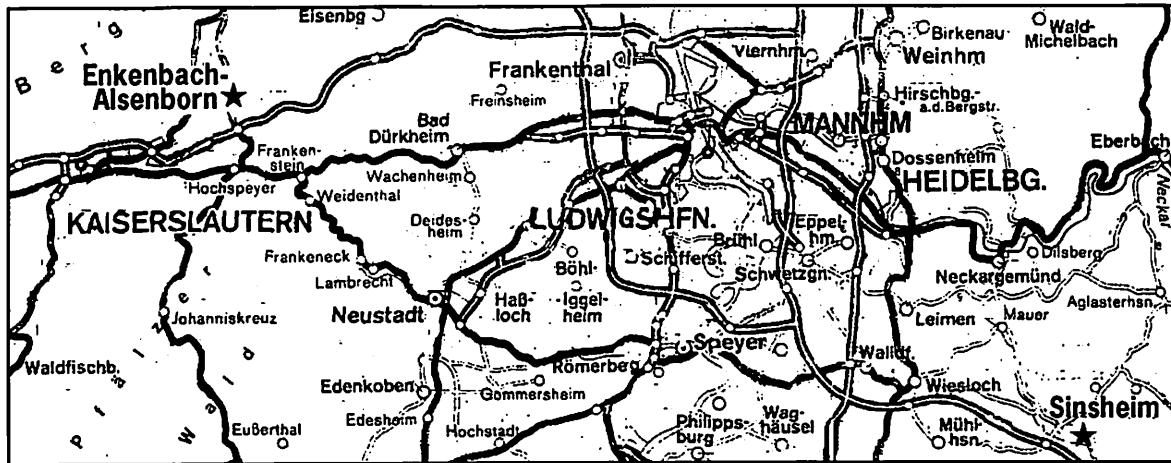 Eisenbg
Viernhm
Birkenau
Wald-
Michelbach
Weinhm
Berg
Enkenbach-
Alsenborn
Frankenthal
Freinsheim
Hirschbg.-
a.d.Bergstr.
MANNHM
Bad
Dürkheim
Eberbach
Franken-
stein
Hochspeyer
Wachenheim
Dossenheim
HEIDELBG.
Neckar
Weidenthal
KAISERSLAUTERN
Deides-
heim
LUDWIGSHFN.
Eppel-
hm
Brühl
Schifferst.
Schwetzgn.
Dilsberg
Neckargemünd
Frankeneck
Lambrecht
Böhl-
Iggel-
heim
Haß-
loch
Neustadt
Aglasterhsn.
Johanniskreuz
Leimen
Mauer
Speyer
Walldf.
Römerberg
Waldfischb.
Wiesloch
Edenkoben
Gommersheim
Sinsheim
Edesheim
Philipps-
burg
Wag-
häusel
Mühl-
hsn.
Eußerthal
Hochstadt
Pfälzer
Wald